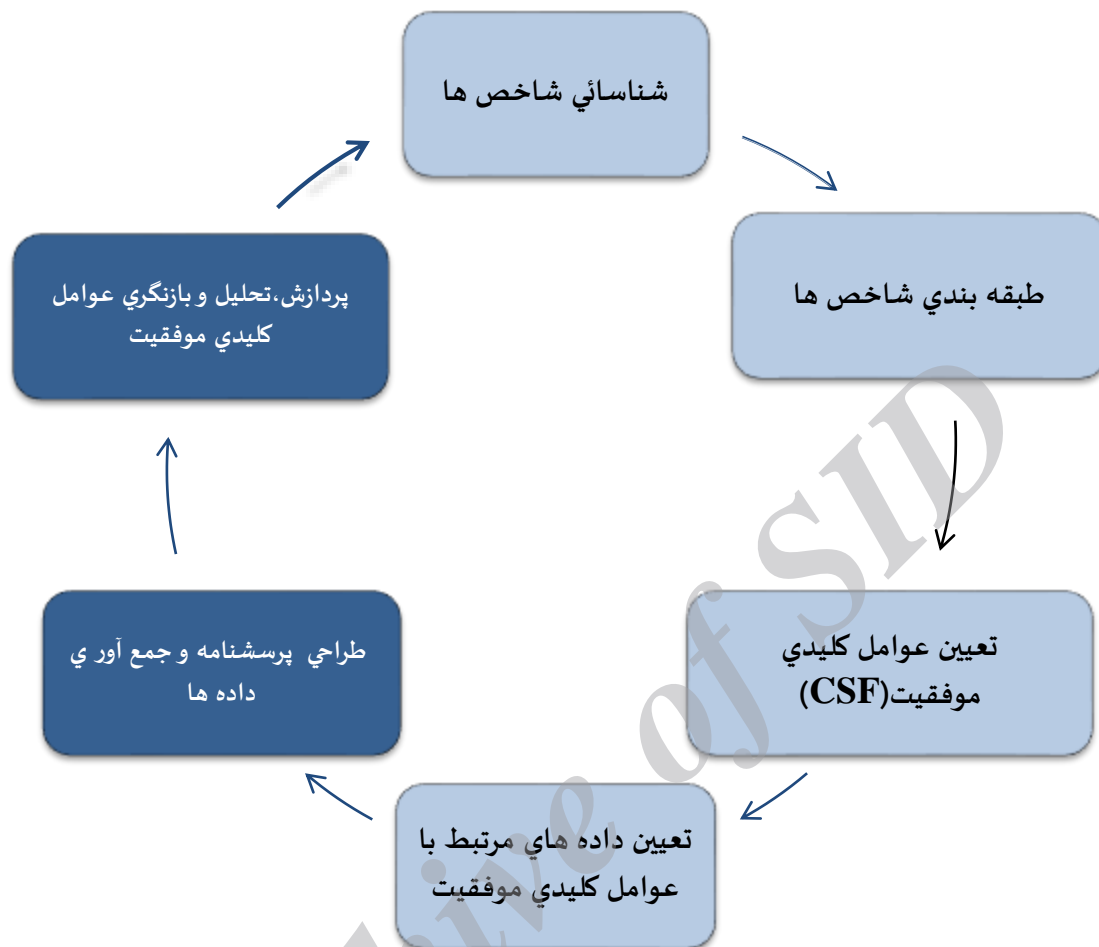 شناسائي شاخص ها
طبقه بندي شاخص ها
تعيين عوامل كليدي
موفقيت(CSF)
تعيين داده هاي مرتبط با
عوامل كليدي موفقيت
طراحي پرسشنامه و جمع آور ي
داده ها
پردازش،تحليل و بازنگري عوامل
كليدي موفقيت
hive of SID